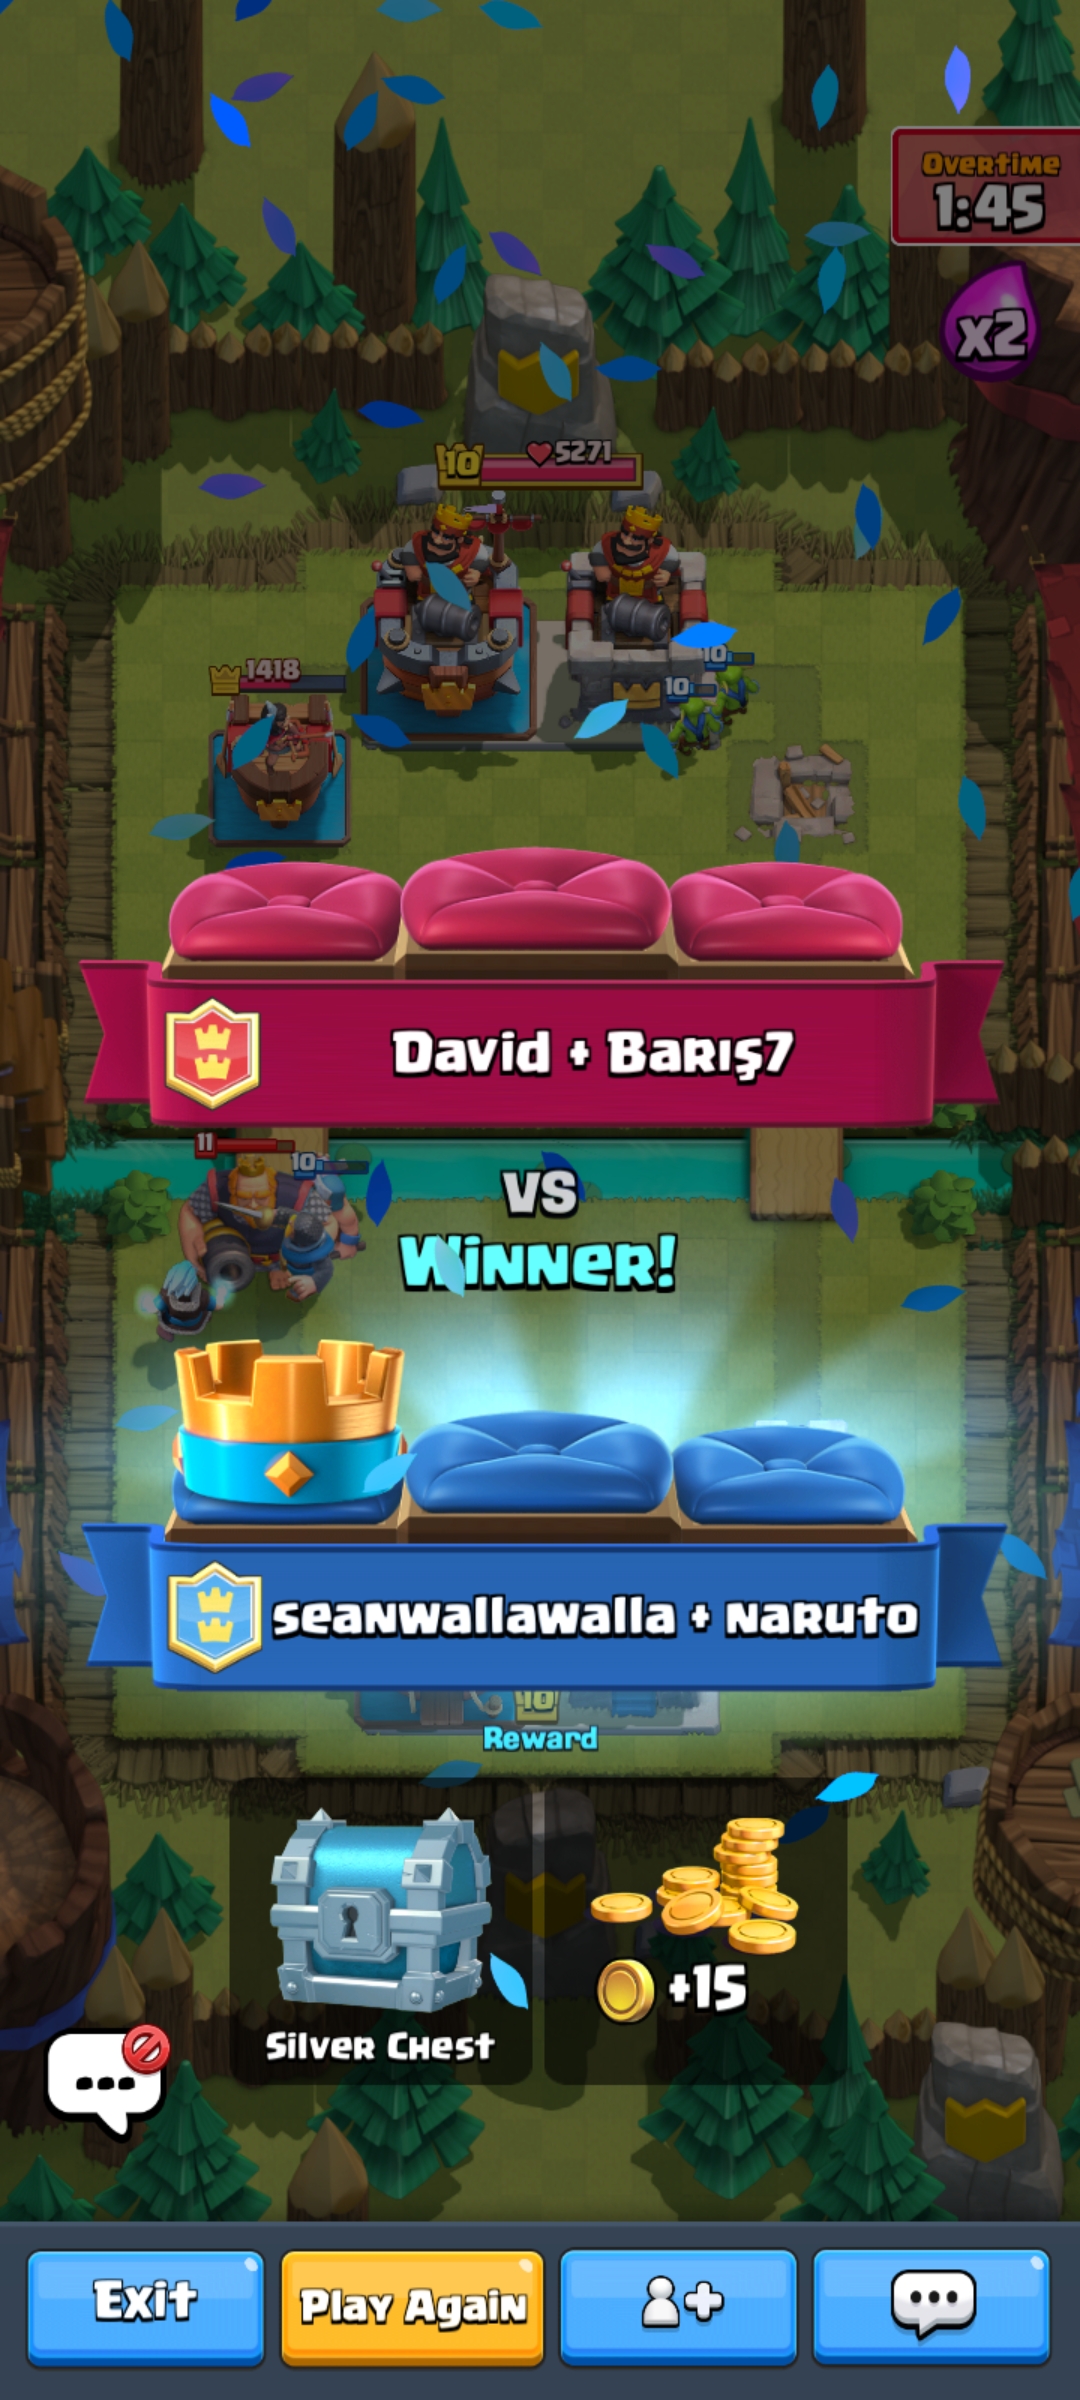 Overtime
1:45
x2
10 5271
1418
10
10
David + Barış7
11
10
VS
Winner!
seanwallawalla + naruto
10
Reward
+15
Silver Chest
Exit
Play Again